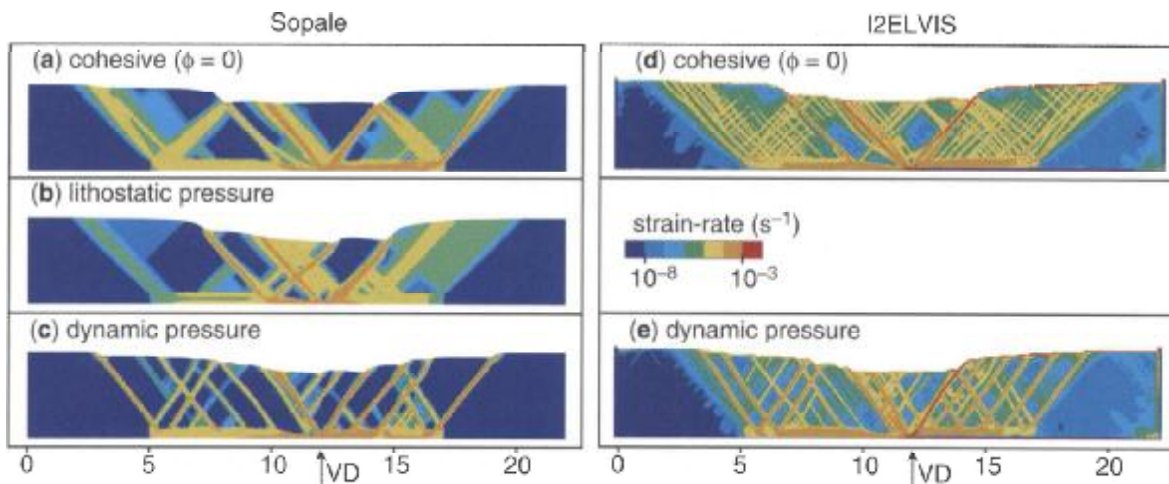 Sopale
(a) cohesive (ϕ = 0)
(b) lithostatic pressure
(c) dynamic pressure
0 5 10 15 20
VD
I2ELVIS
(d) cohesive (ϕ = 0)
strain-rate (s⁻¹)
10⁻⁸ 10⁻³
(e) dynamic pressure
0 5 10 15 20
VD